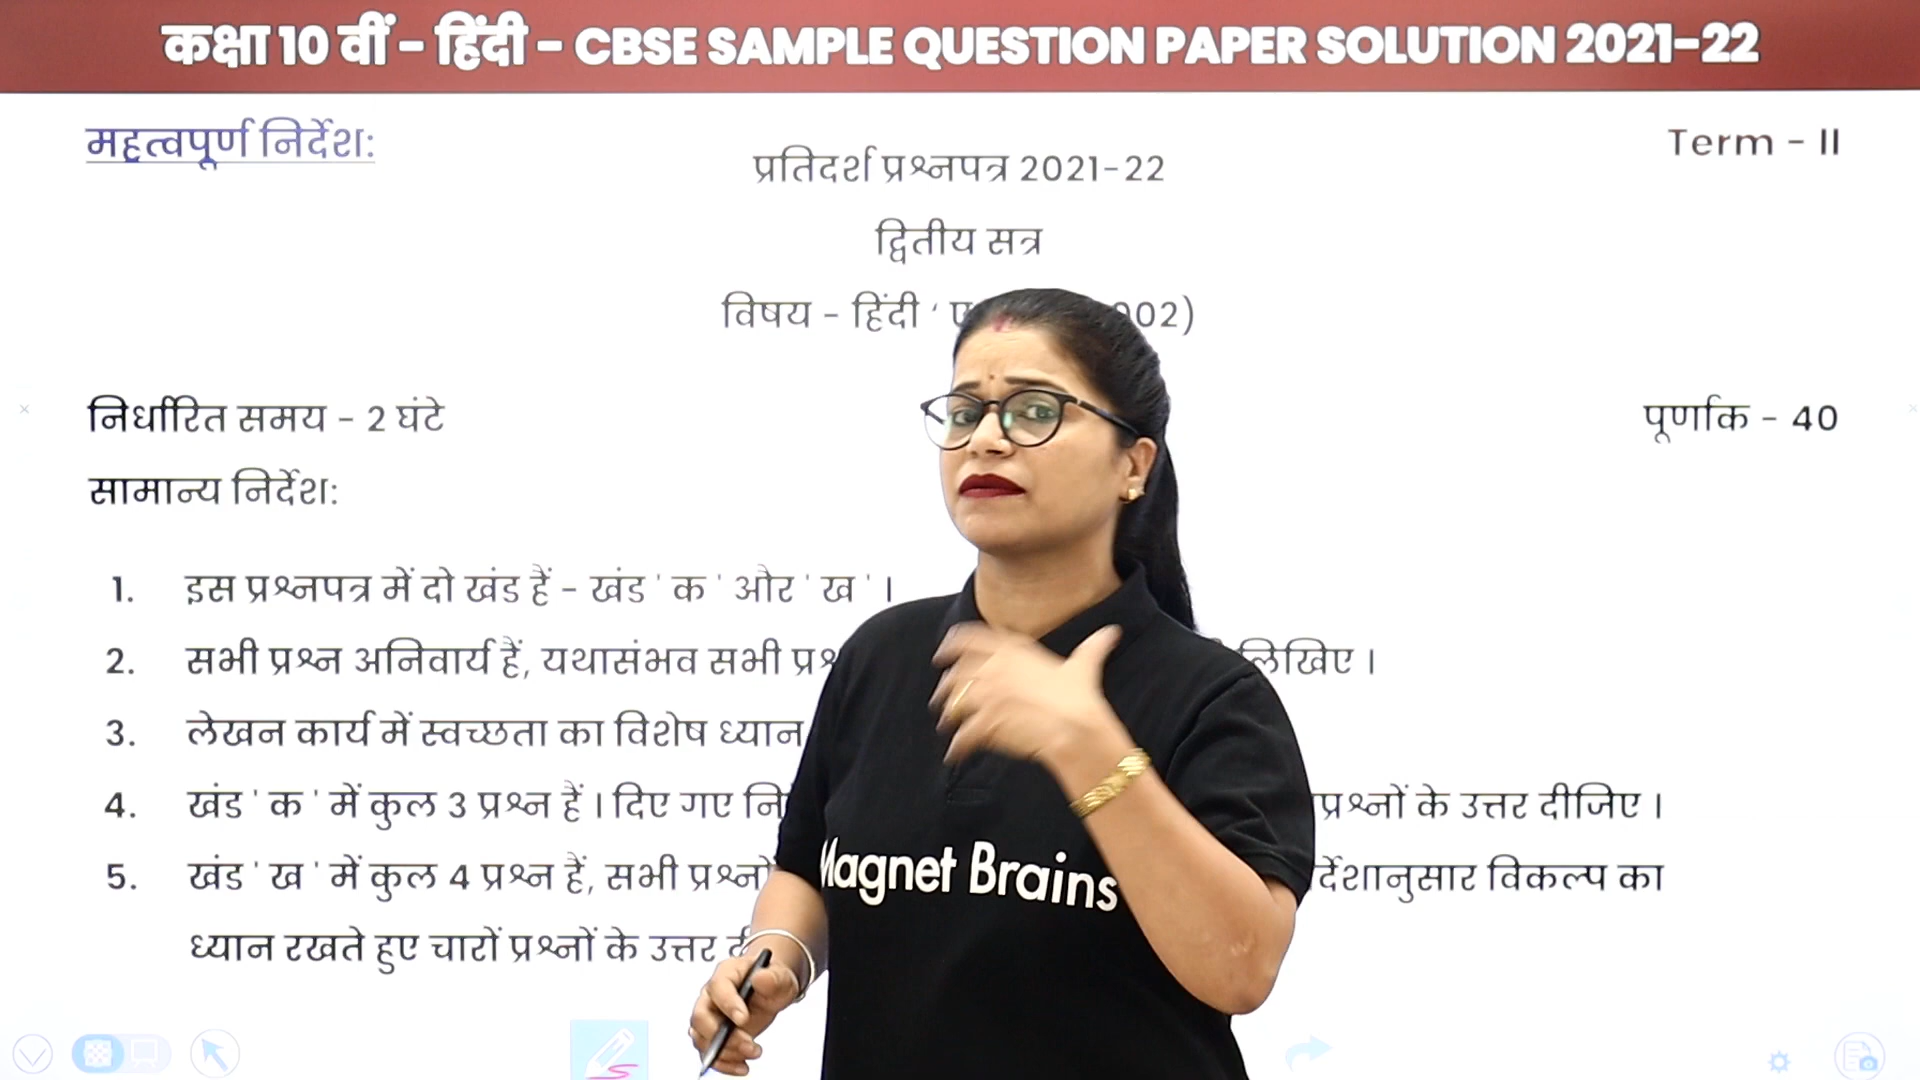 कक्षा 10 वीं - हिंदी - CBSE SAMPLE QUESTION PAPER SOLUTION 2021-22
महत्वपूर्ण निर्देश:
Term - II
प्रतिदर्श प्रश्नपत्र 2021-22
द्वितीय सत्र
विषय - हिंदी ' 002)
निर्धारित समय - 2 घंटे
पूर्णांक - 40
सामान्य निर्देश:
1. इस प्रश्नपत्र में दो खंड हैं - खंड ' क ' और ' ख ' ।
2. सभी प्रश्न अनिवार्य हैं, यथासंभव सभी लिखिए ।
3. लेखन कार्य में स्वच्छता का विशेष ध्यान
4. खंड ' क ' में कुल 3 प्रश्न हैं । दिए गए प्रश्नों के उत्तर दीजिए ।
5. खंड ' ख ' में कुल 4 प्रश्न हैं, सभी प्रश्नों र्देशानुसार विकल्प का
ध्यान रखते हुए चारों प्रश्नों के उत्तर
Magnet Brains